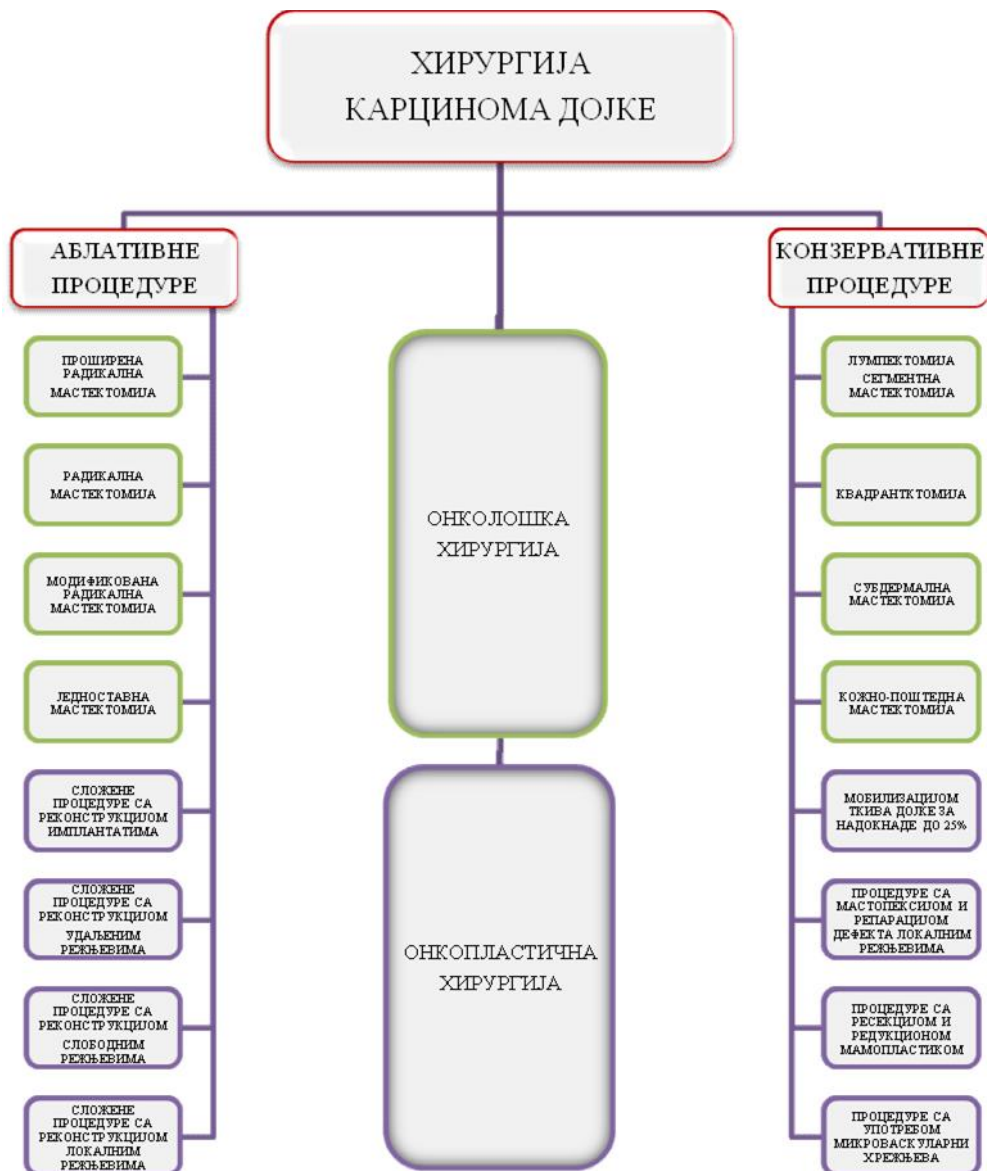 ХИРУРГИЈА
КАРЦИНОМА ДОЈКЕ
АБЛАТИВНЕ
ПРОЦЕДУРЕ
ПРОШИРЕНА
РАДИКАЛНА
МАСТЕКТОМИЈА
РАДИКАЛНА
МАСТЕКТОМИЈА
МОДИФИКОВАНА
РАДИКАЛНА
МАСТЕКТОМИЈА
ЈЕДНОСТАВНА
МАСТЕКТОМИЈА
СЛОЖЕНЕ
ПРОЦЕДУРЕ СА
РЕКОНСТРУКЦИЈОМ
ИМПЛАНТАТИМА
СЛОЖЕНЕ
ПРОЦЕДУРЕ СА
РЕКОНСТРУКЦИЈОМ
УДАЉЕНИМ
РЕЖЊЕВИМА
СЛОЖЕНЕ
ПРОЦЕДУРЕ СА
РЕКОНСТРУКЦИЈОМ
СЛОБОДНИМ
РЕЖЊЕВИМА
СЛОЖЕНЕ
ПРОЦЕДУРЕ СА
РЕКОНСТРУКЦИЈОМ
ЛОКАЛНИМ
РЕЖЊЕВИМА
ОНКОЛОШКА
ХИРУРГИЈА
ОНКОПЛАСТИЧНА
ХИРУРГИЈА
КОНЗЕРВАТИВНЕ
ПРОЦЕДУРЕ
ЛУМПЕКТОМИЈА
СЕГМЕНТНА
МАСТЕКТОМИЈА
КВАДРАНТКТОМИЈА
СУБДЕРМАЛНА
МАСТЕКТОМИЈА
КОЖНО-ПОШТЕДНА
МАСТЕКТОМИЈА
МОБИЛИЗАЦИЈОМ
ТКИВА ДОЈКЕ ЗА
НАДОКНАДЕ ДО 25%
ПРОЦЕДУРЕ СА
МАСТОПЕКСИЈОМ И
РЕПАРАЦИЈОМ
ДЕФЕКТА ЛОКАЛНИМ
РЕЖЊЕВИМА
ПРОЦЕДУРЕ СА
РЕСЕКЦИЈОМ И
РЕДУКЦИОНОМ
МАМОПЛАСТИКОМ
ПРОЦЕДУРЕ СА
УПОТРЕБОМ
МИКРОВАСКУЛАРНИ
ХРЕЖЊЕВА